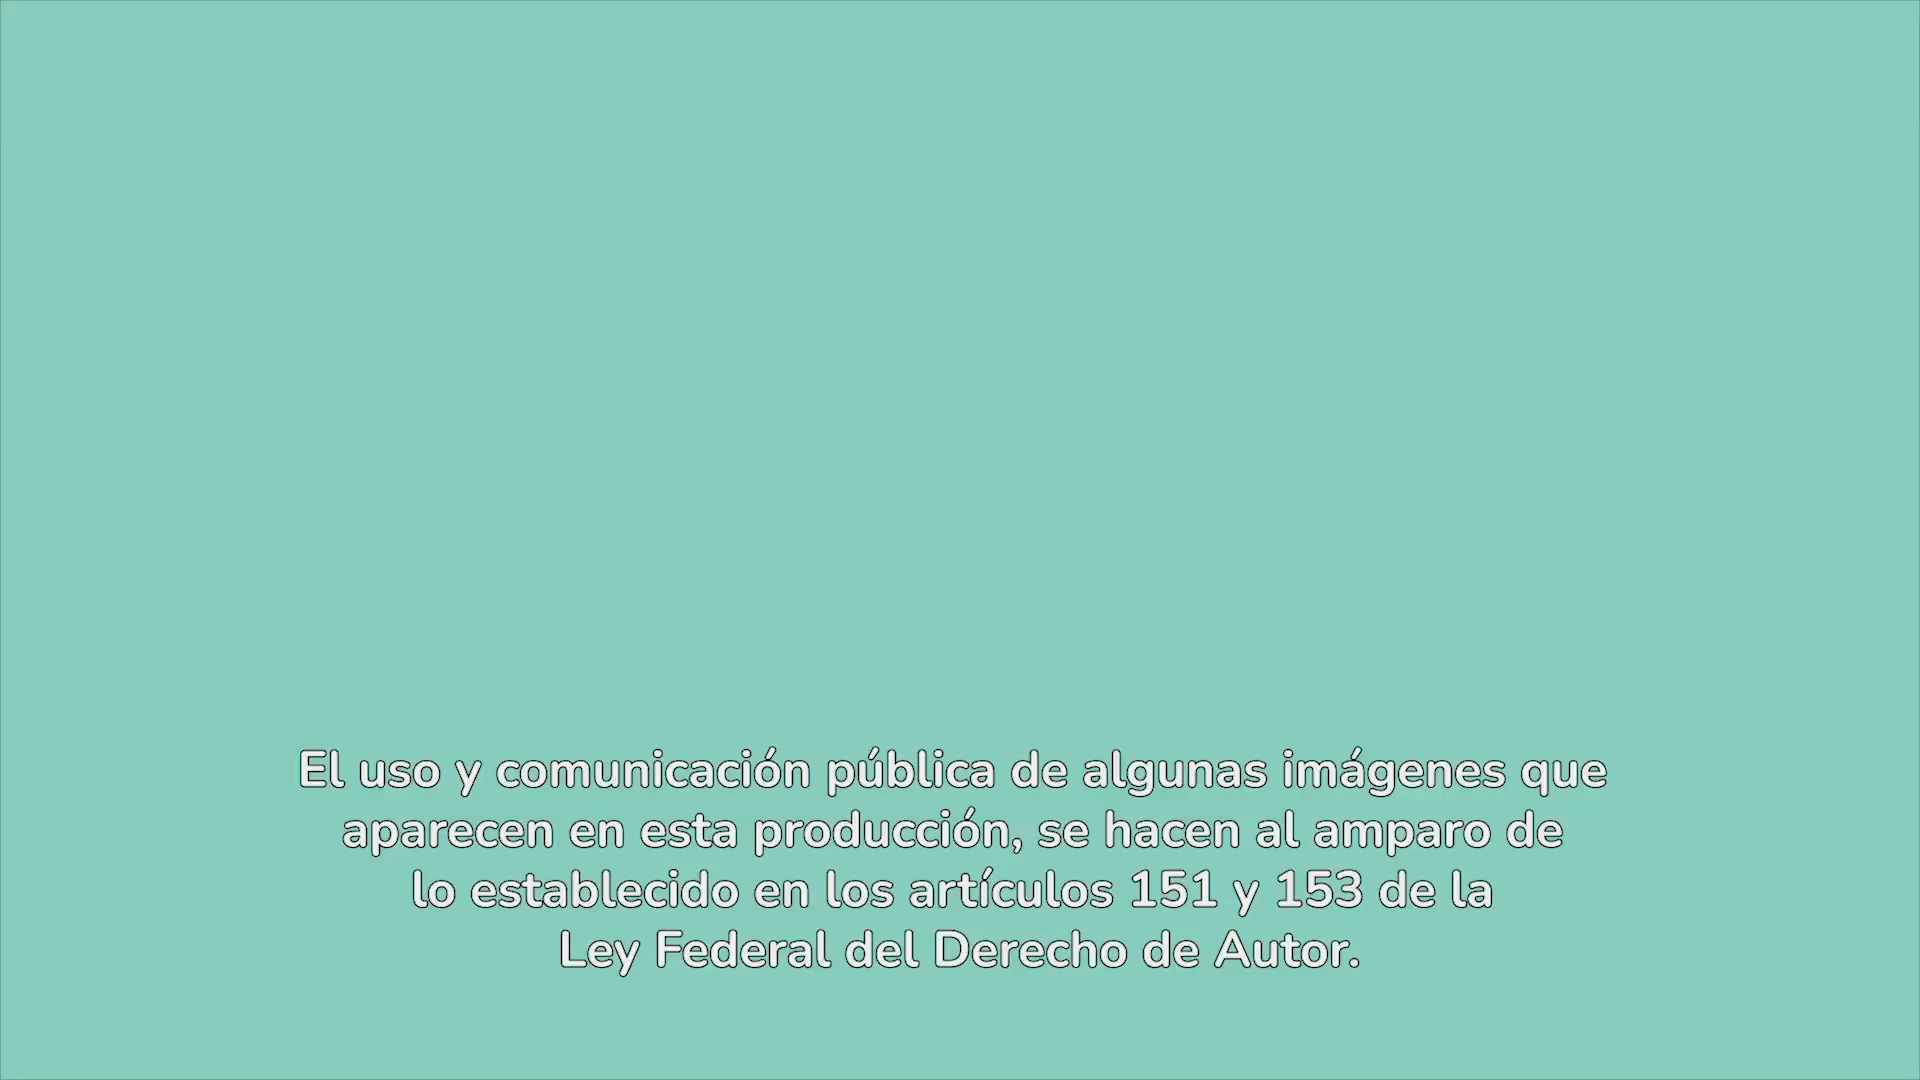 El uso y comunicación pública de algunas imágenes que
aparecen en esta producción, se hacen al amparo de
lo establecido en los artículos 151 y 153 de la
Ley Federal del Derecho de Autor.